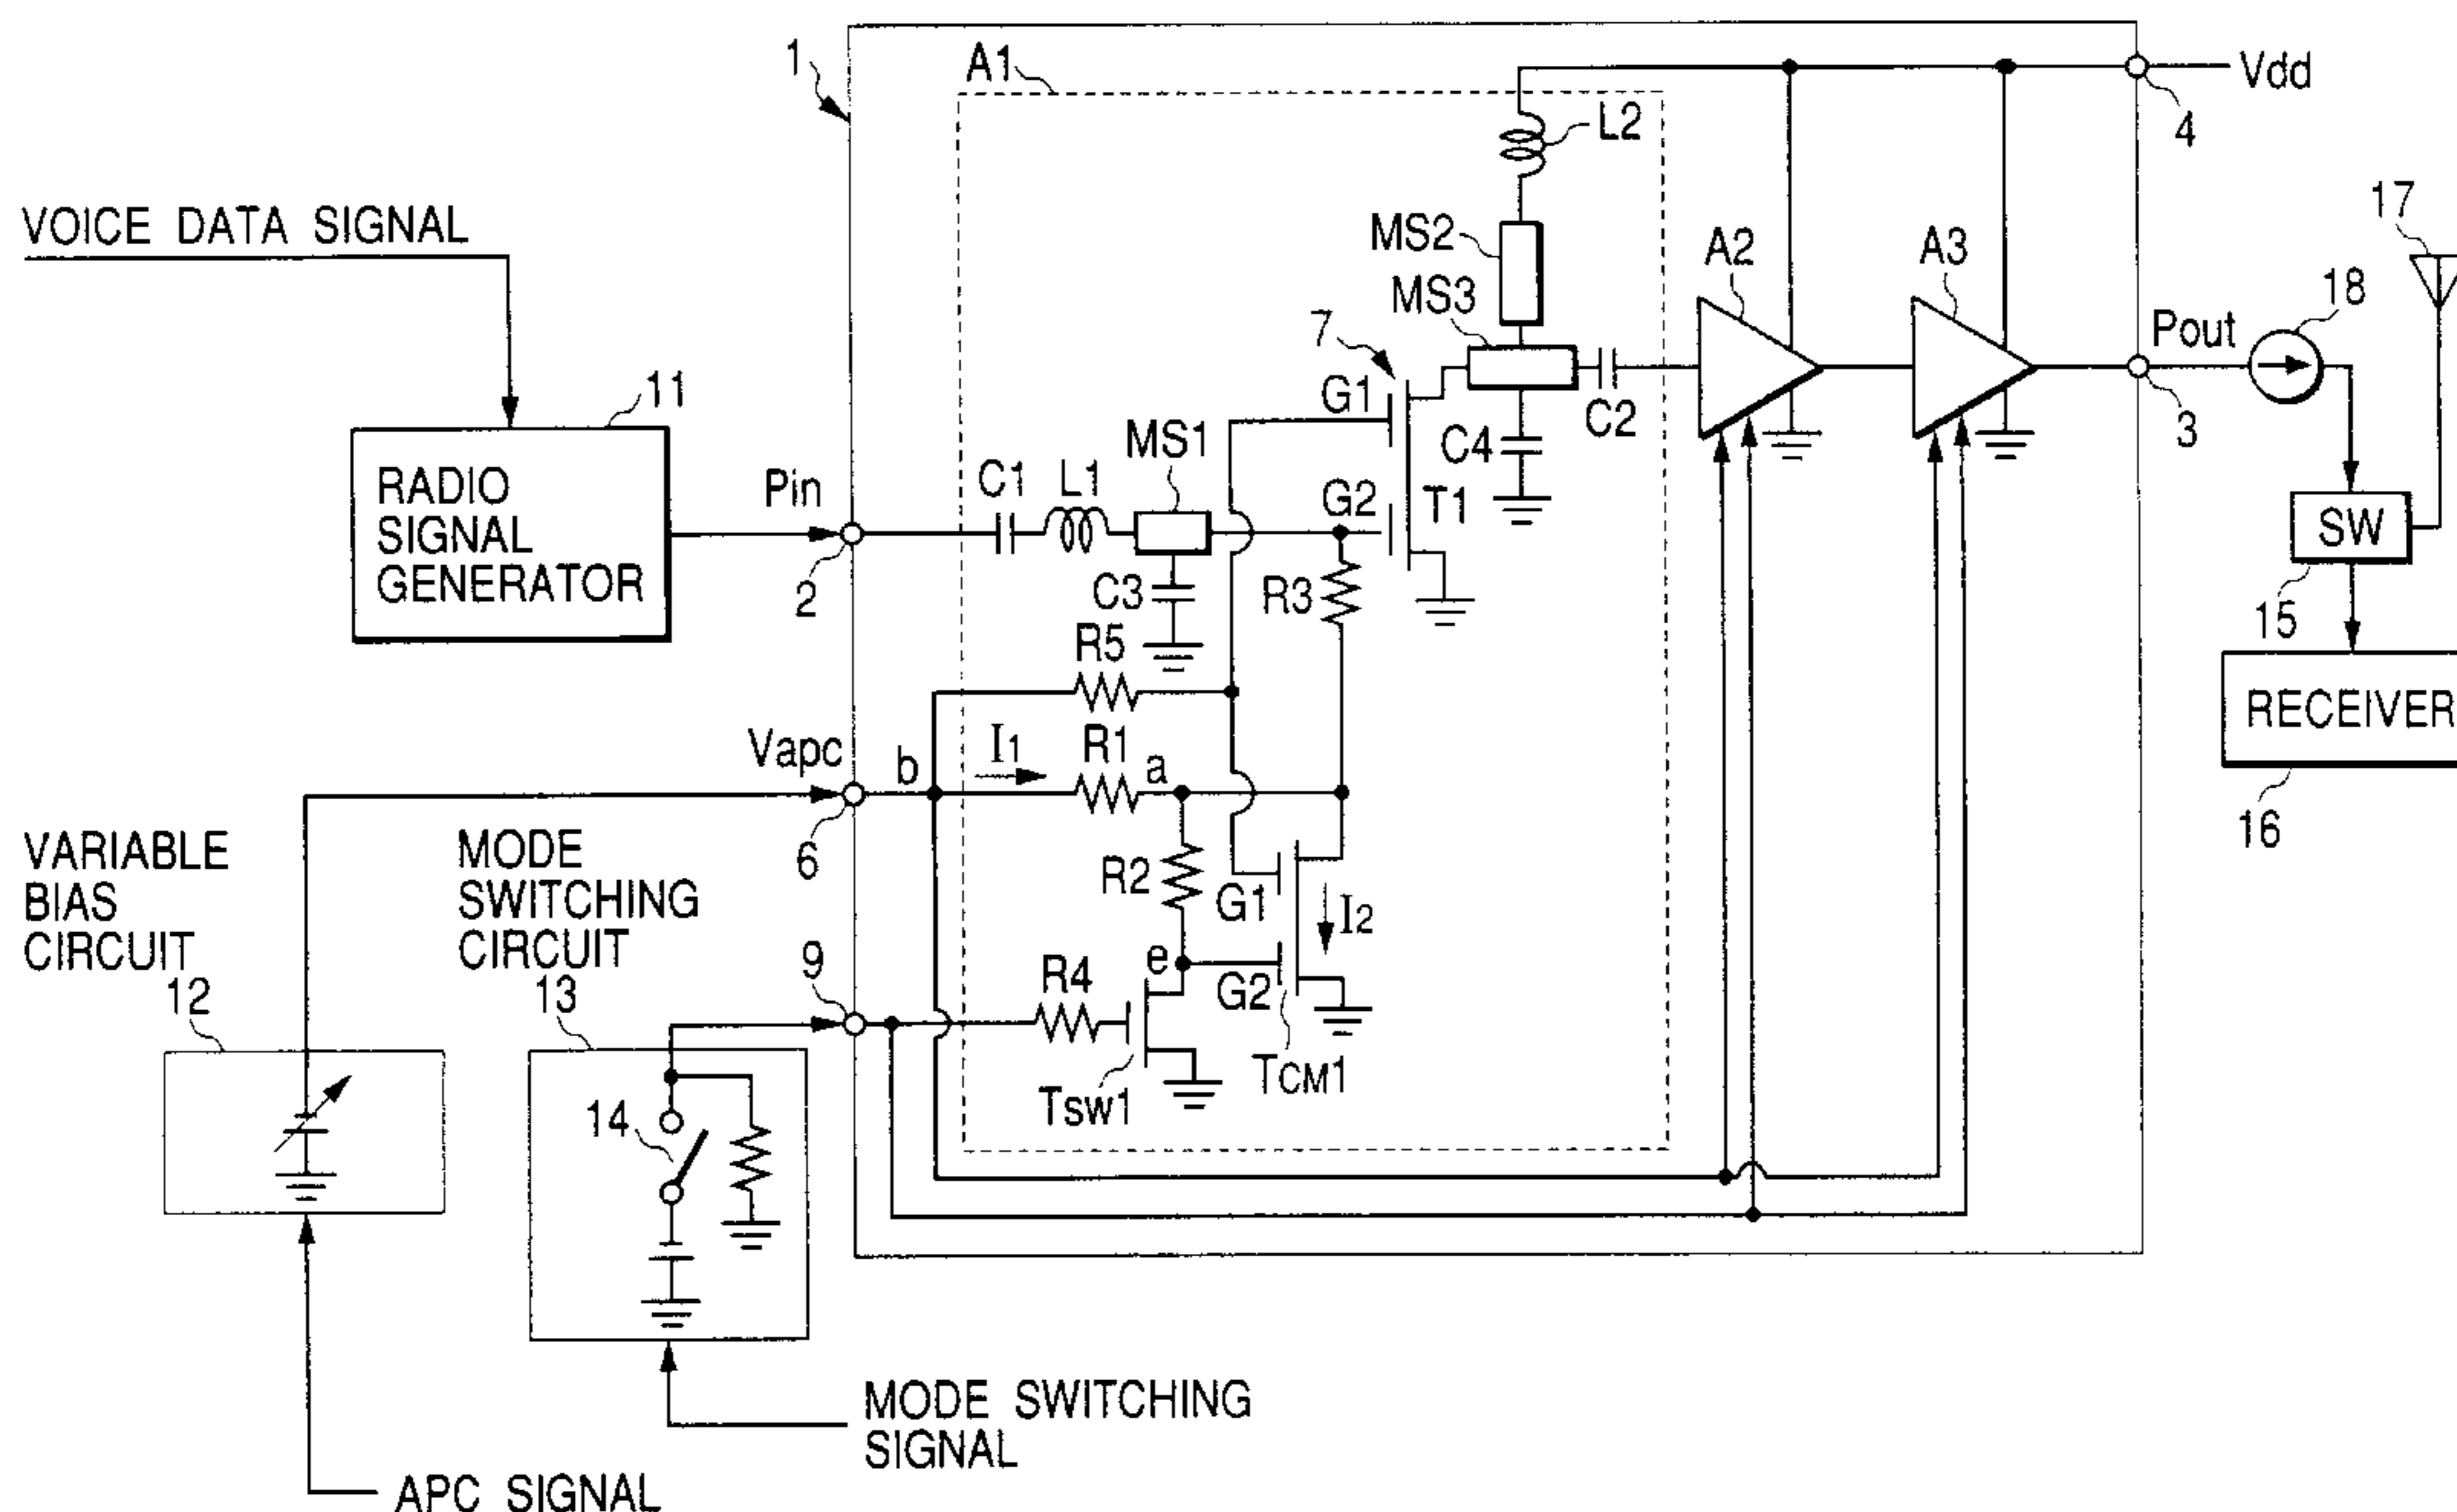 1
A1
Vdd
4
L2
VOICE DATA SIGNAL
MS2
MS3
A2
A3
17
18
Pout
7
G1
11
MS1
C4
C2
3
RADIO
SIGNAL
GENERATOR
Pin
C1
L1
G2
T1
SW
2
C3
R3
15
R5
RECEIVER
Vapc
b
I1
R1
a
6
16
VARIABLE
BIAS
CIRCUIT
12
MODE
SWITCHING
CIRCUIT
13
R2
G1
I2
9
e
R4
G2
TSW1
TCM1
14
MODE SWITCHING
SIGNAL
APC SIGNAL